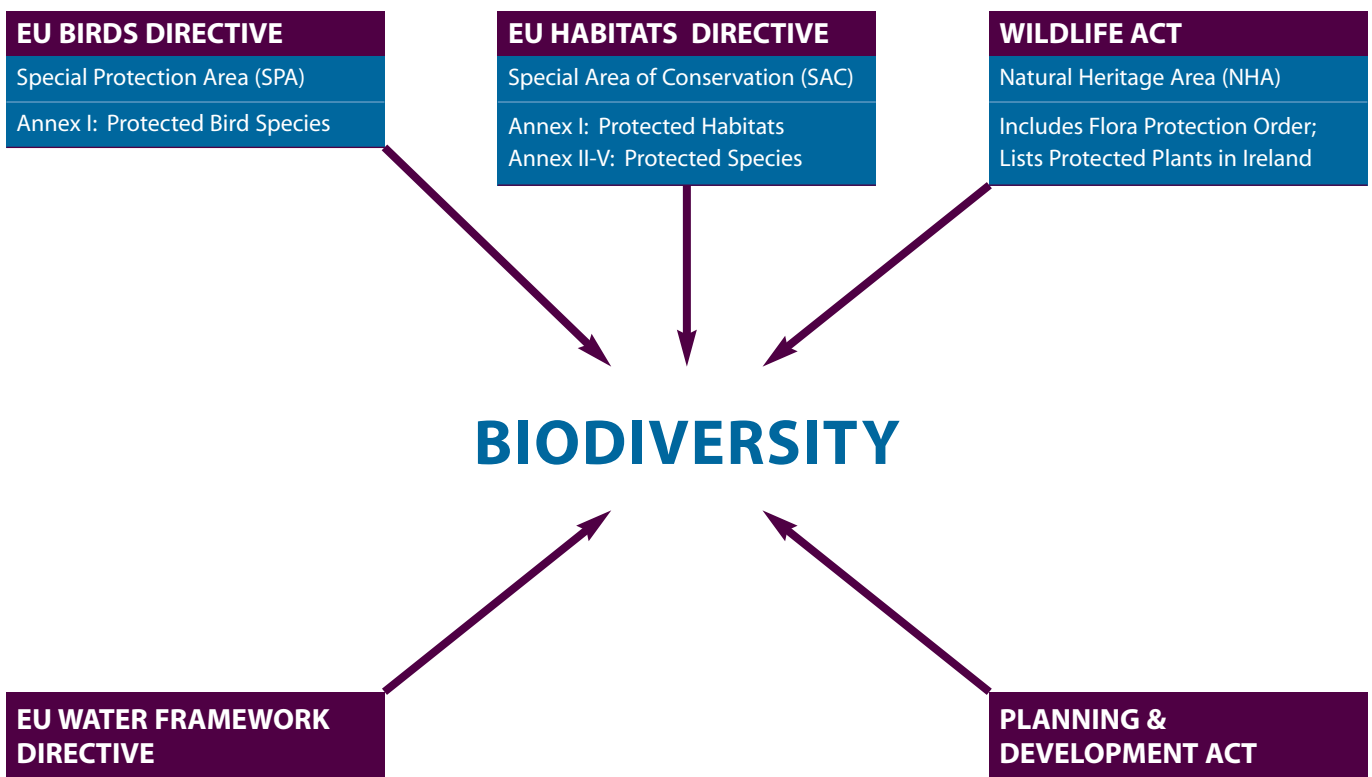 EU BIRDS DIRECTIVE
Special Protection Area (SPA)
Annex I: Protected Bird Species
EU HABITATS DIRECTIVE
Special Area of Conservation (SAC)
Annex I: Protected Habitats
Annex II-V: Protected Species
WILDLIFE ACT
Natural Heritage Area (NHA)
Includes Flora Protection Order;
Lists Protected Plants in Ireland
BIODIVERSITY
EU WATER FRAMEWORK
DIRECTIVE
PLANNING &
DEVELOPMENT ACT